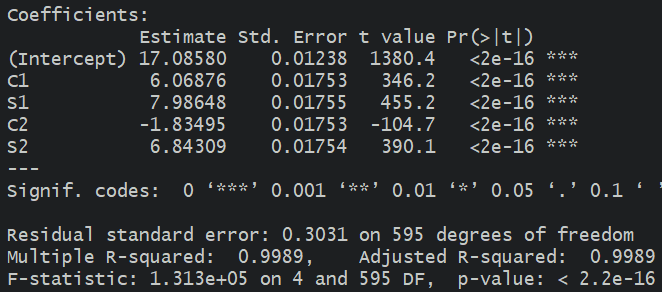 Coefficients:
            Estimate Std. Error t value Pr(>|t|)
(Intercept) 17.08580    0.01238  1380.4   <2e-16 ***
c1           6.06876    0.01753   346.2   <2e-16 ***
s1           7.98648    0.01755   455.2   <2e-16 ***
c2          -1.83495    0.01753  -104.7   <2e-16 ***
s2           6.84309    0.01754   390.1   <2e-16 ***
---
Signif. codes:  0 ‘***’ 0.001 ‘**’ 0.01 ‘*’ 0.05 ‘.’ 0.1 ‘ ’
Residual standard error: 0.3031 on 595 degrees of freedom
Multiple R-squared:  0.9989,    Adjusted R-squared:  0.9989
F-statistic: 1.313e+05 on 4 and 595 DF,  p-value: < 2.2e-16